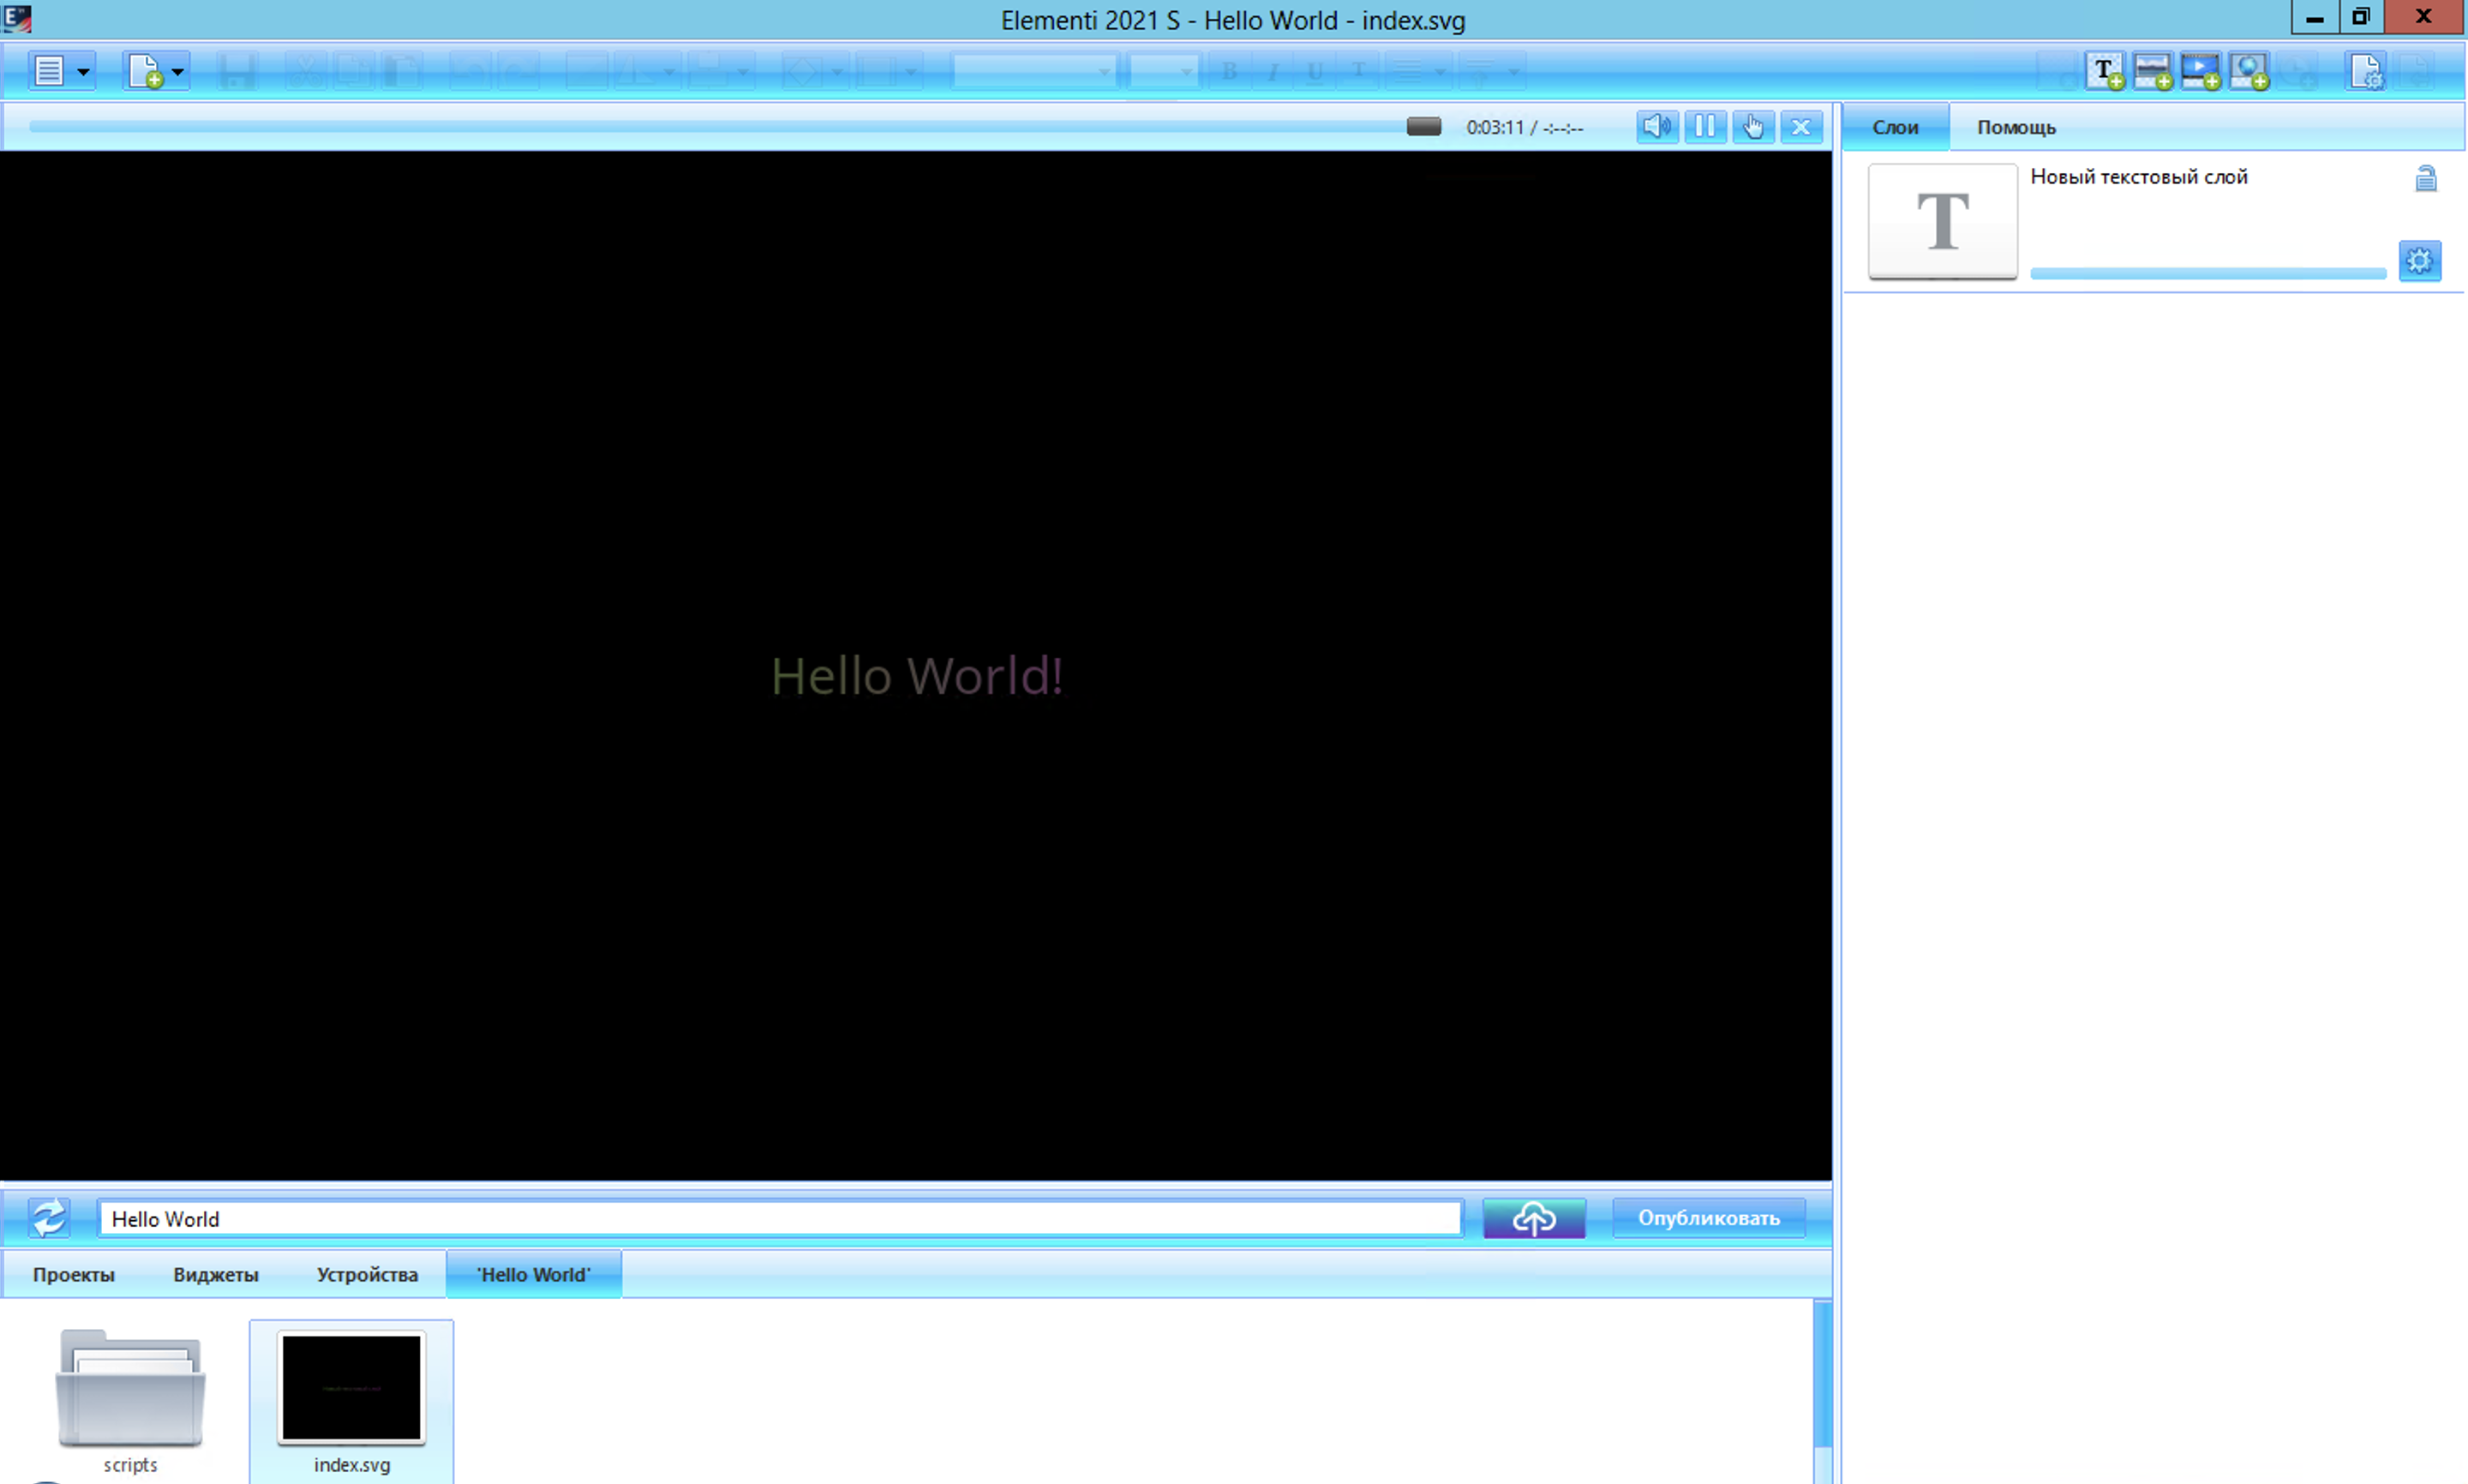 Elementi 2021 S - Hello World - index.svg
B I U T
T
0:03:11 / -:--:--
Слои Помощь
T
Новый текстовый слой
Hello World!
Hello World
Опубликовать
Проекты Виджеты Устройства 'Hello World'
scripts
index.svg